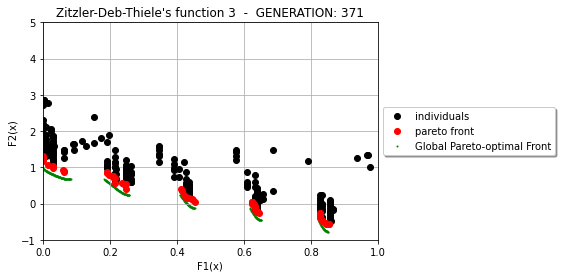 Zitzler-Deb-Thiele's function 3 - GENERATION: 371
5
4
3
2
1
0
−1
F2(x)
0.0 0.2 0.4 0.6 0.8 1.0
F1(x)
individuals
pareto front
Global Pareto-optimal Front